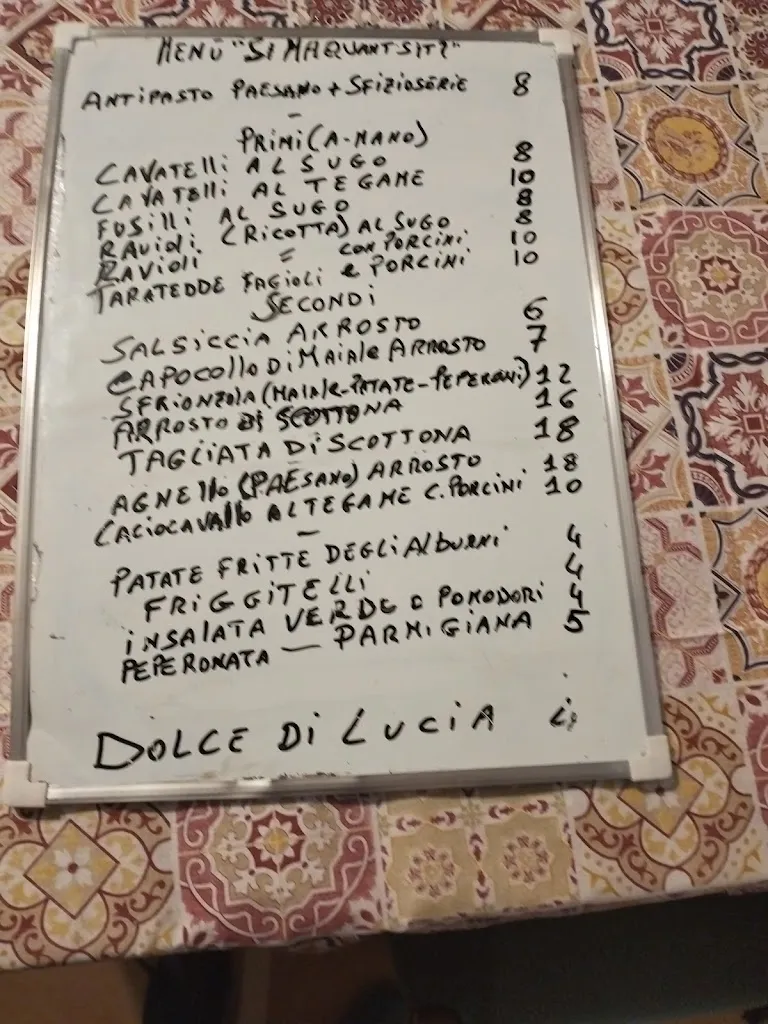 MENÙ "SI MAQUANT SIT?"
ANTIPASTO PAESANO + SFIZIOSERIE 8
-
PRIMI (A-MANO)
CAVATELLI AL SUGO 8
CAVATELLI AL TEGAME 10
FUSILLI AL SUGO 8
RAVIOLI (RICOTTA) AL SUGO 8
RAVIOLI = CON PORCINI 10
TARATEDDE FAGIOLI e PORCINI 10
SECONDI
SALSICCIA ARROSTO 6
CAPOCOLLO DI MAIALE ARROSTO 7
SFRIONZOLA (MAIALE-PATATE-PEPERONI) 12
ARROSTO DI SCOTTONA 16
TAGLIATA DI SCOTTONA 18
AGNELLO (PAESANO) ARROSTO 18
CACIOCAVALLO AL TEGAME C. PORCINI 10
-
PATATE FRITTE DEGLI ALBURNI 4
FRIGGITELLI 4
INSALATA VERDE O POMODORI 4
PEPERONATA — PARMIGIANA 5
DOLCE DI LUCIA